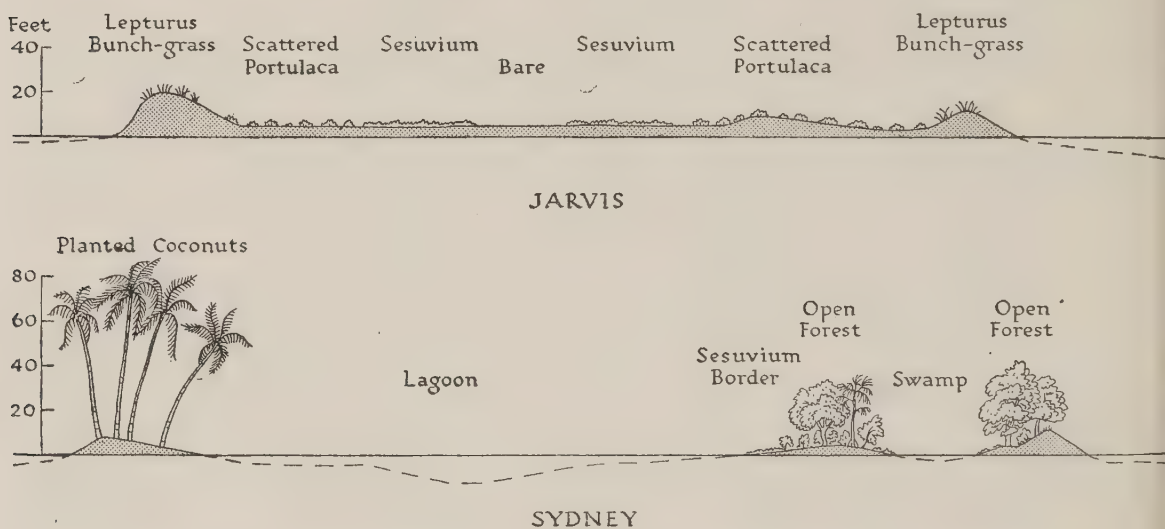 Feet
40
20
Lepturus
Bunch-grass
Scattered
Portulaca
Sesuvium
Bare
Sesuvium
Scattered
Portulaca
Lepturus
Bunch-grass
JARVIS
Planted Coconuts
80
60
40
20
Lagoon
Sesuvium
Border
Open
Forest
Swamp
Open
Forest
SYDNEY